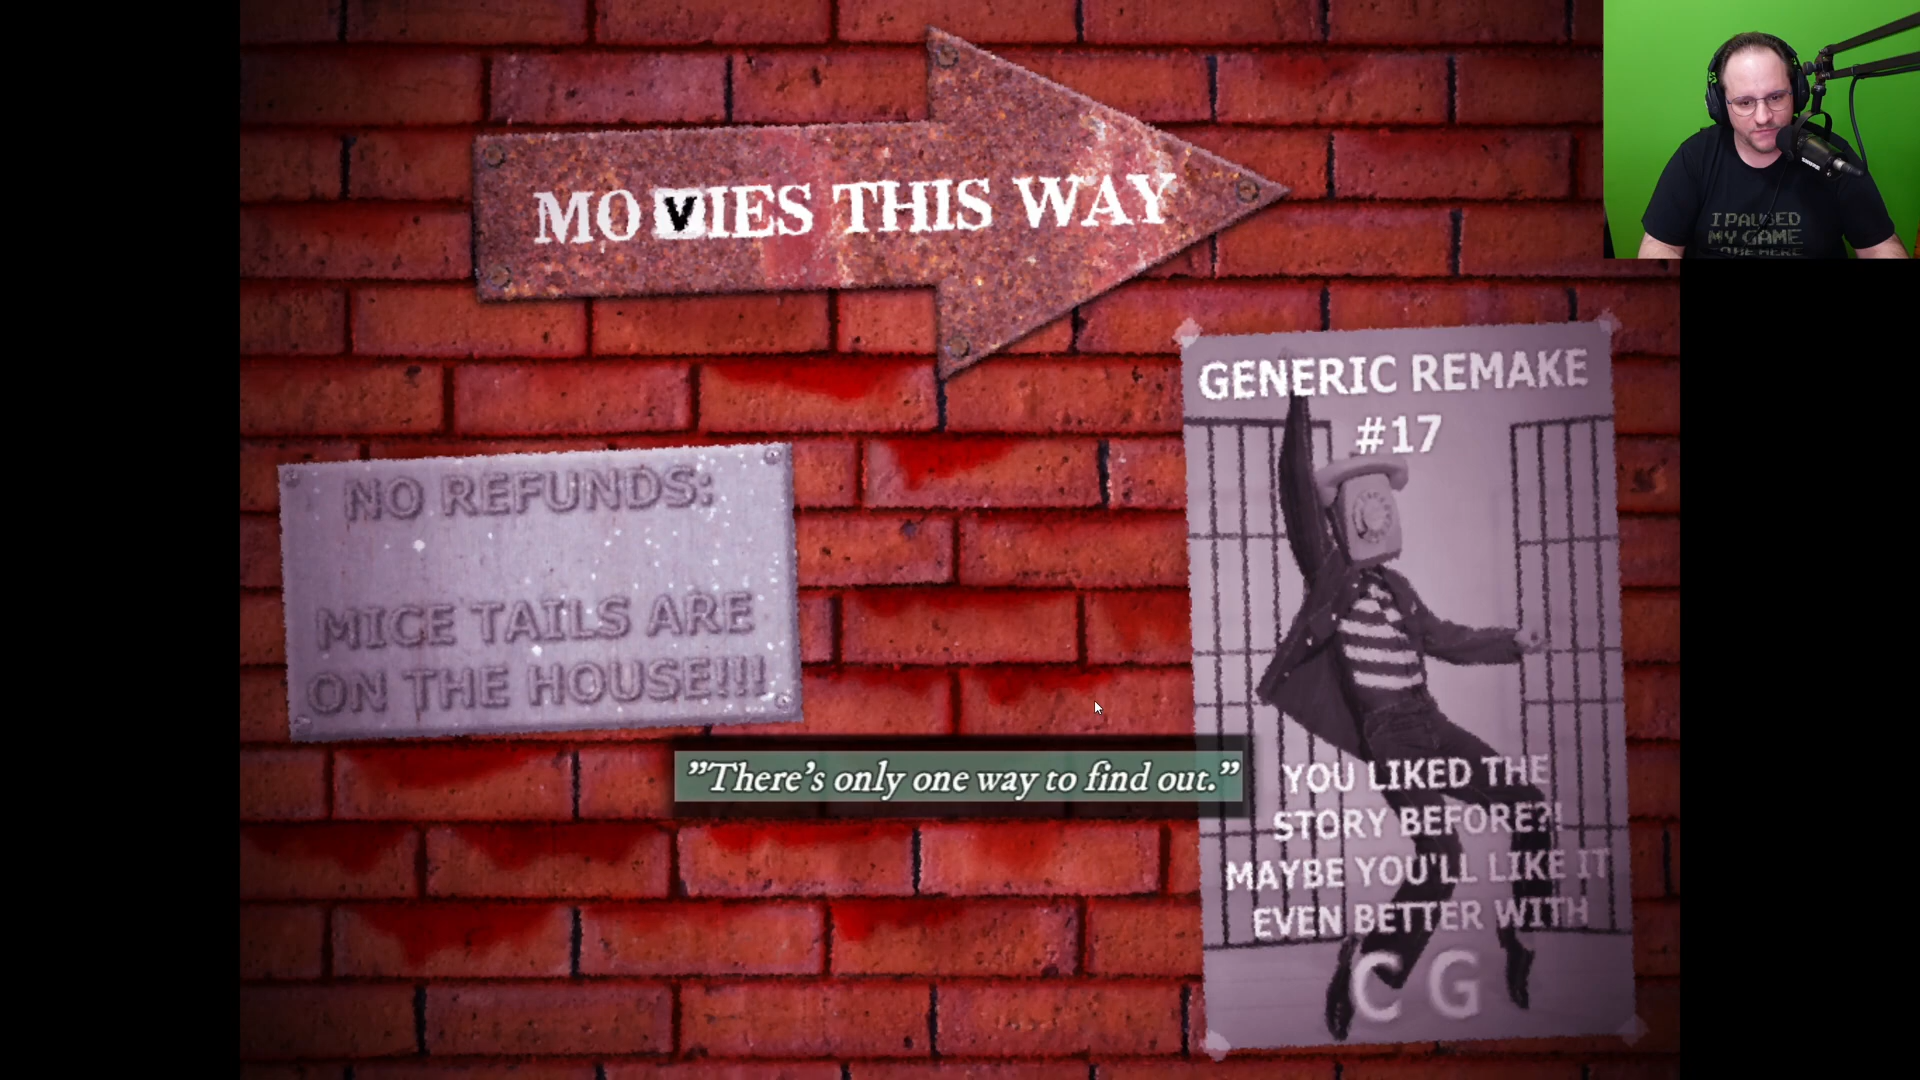 MOVIES THIS WAY
NO REFUNDS:
MICE TAILS ARE
ON THE HOUSE!!!
GENERIC REMAKE
#17
"There's only one way to find out."
YOU LIKED THE
STORY BEFORE?!
MAYBE YOU'LL LIKE IT
EVEN BETTER WITH
CG
I PAUSED
MY GAME